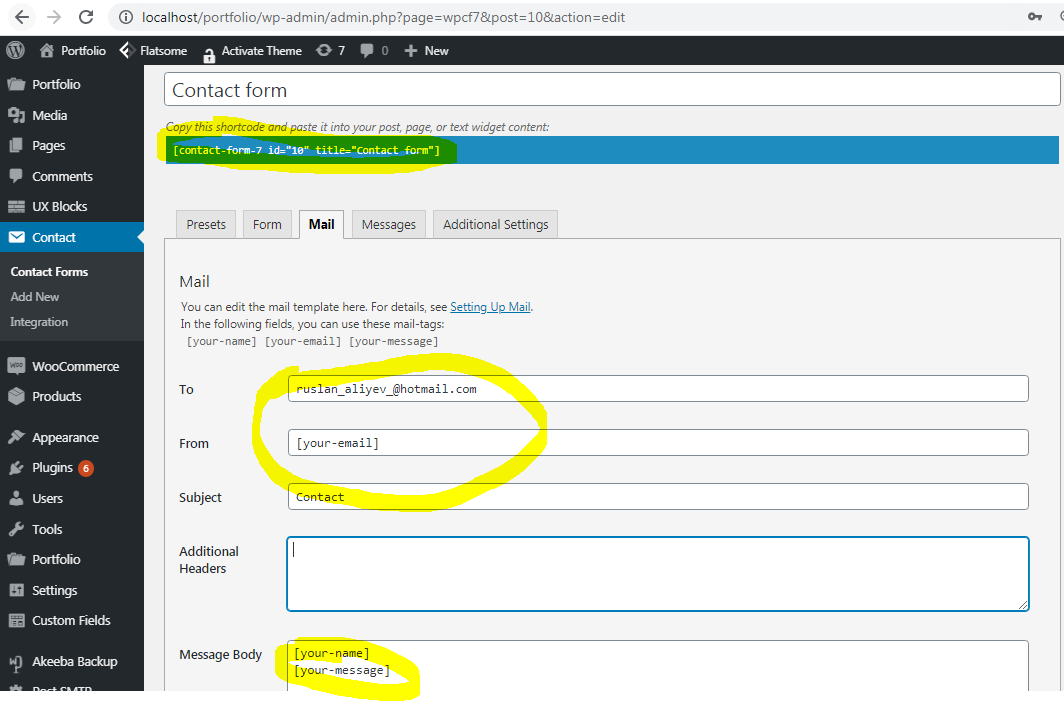 localhost/portfolio/wp-admin/admin.php?page=wpcf7&post=10&action=edit
Portfolio Flatsome Activate Theme 7 0 New
Portfolio
Media
Pages
Comments
UX Blocks
Contact
Contact Forms
Add New
Integration
WooCommerce
Products
Appearance
Plugins 6
Users
Tools
Portfolio
Settings
Custom Fields
Akeeba Backup
Post SMTP
Contact form
Copy this shortcode and paste it into your post, page, or text widget content:
[contact-form-7 id="10" title="Contact form"]
Presets Form Mail Messages Additional Settings
Mail
You can edit the mail template here. For details, see Setting Up Mail.
In the following fields, you can use these mail-tags:
[your-name] [your-email] [your-message]
To ruslan_aliyev_@hotmail.com
From [your-email]
Subject Contact
Additional
Headers
Message Body [your-name]
[your-message]